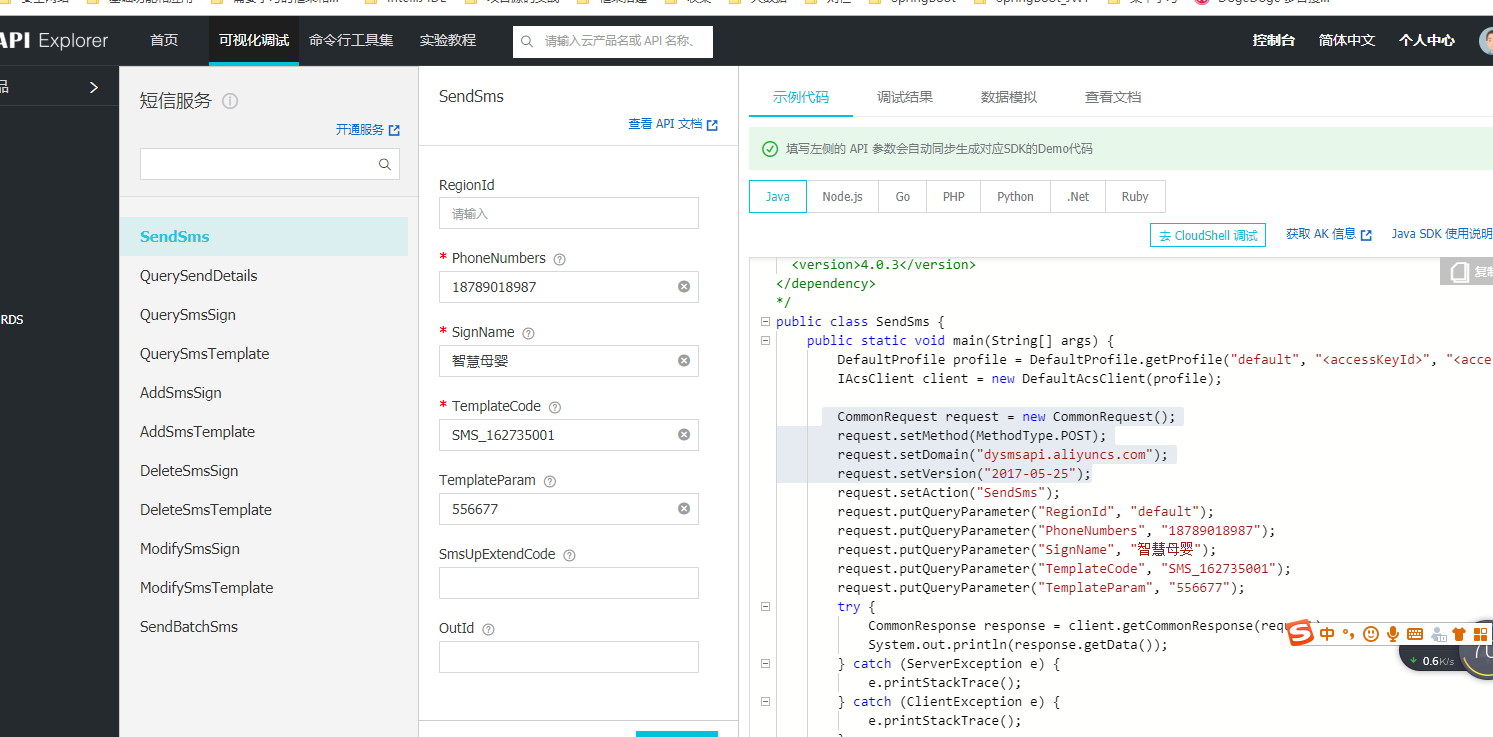 API Explorer
首页
可视化调试
命令行工具集
实验教程
请输入云产品名或 API 名称、
控制台
简体中文
个人中心
品
RDS
短信服务
开通服务
SendSms
QuerySendDetails
QuerySmsSign
QuerySmsTemplate
AddSmsSign
AddSmsTemplate
DeleteSmsSign
DeleteSmsTemplate
ModifySmsSign
ModifySmsTemplate
SendBatchSms
SendSms
查看 API 文档
RegionId
请输入
* PhoneNumbers
18789018987
* SignName
智慧母婴
* TemplateCode
SMS_162735001
TemplateParam
556677
SmsUpExtendCode
OutId
示例代码
调试结果
数据模拟
查看文档
填写左侧的 API 参数会自动同步生成对应SDK的Demo代码
Java
Node.js
Go
PHP
Python
.Net
Ruby
去 CloudShell 调试
获取 AK 信息
Java SDK 使用说明
复制
<version>4.0.3</version>
</dependency>
*/
public class SendSms {
public static void main(String[] args) {
DefaultProfile profile = DefaultProfile.getProfile("default", "<accessKeyId>", "<acce
IAcsClient client = new DefaultAcsClient(profile);
CommonRequest request = new CommonRequest();
request.setMethod(MethodType.POST);
request.setDomain("dysmsapi.aliyuncs.com");
request.setVersion("2017-05-25");
request.setAction("SendSms");
request.putQueryParameter("RegionId", "default");
request.putQueryParameter("PhoneNumbers", "18789018987");
request.putQueryParameter("SignName", "智慧母婴");
request.putQueryParameter("TemplateCode", "SMS_162735001");
request.putQueryParameter("TemplateParam", "556677");
try {
CommonResponse response = client.getCommonResponse(req
System.out.println(response.getData());
} catch (ServerException e) {
e.printStackTrace();
} catch (ClientException e) {
e.printStackTrace();
中
0.6K/s